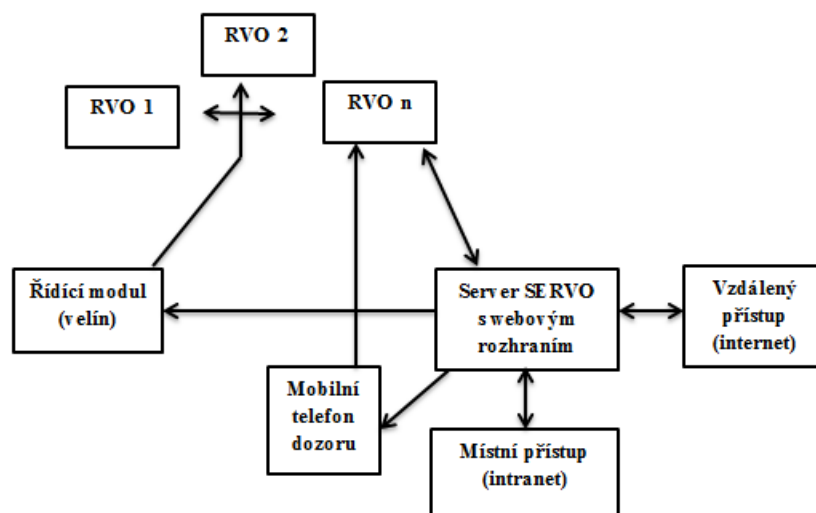 RVO 2
RVO 1
RVO n
Řídící modul
(velín)
Server SERVO
s webovým
rozhraním
Vzdálený
přístup
(internet)
Mobilní
telefon
dozoru
Místní přístup
(intranet)